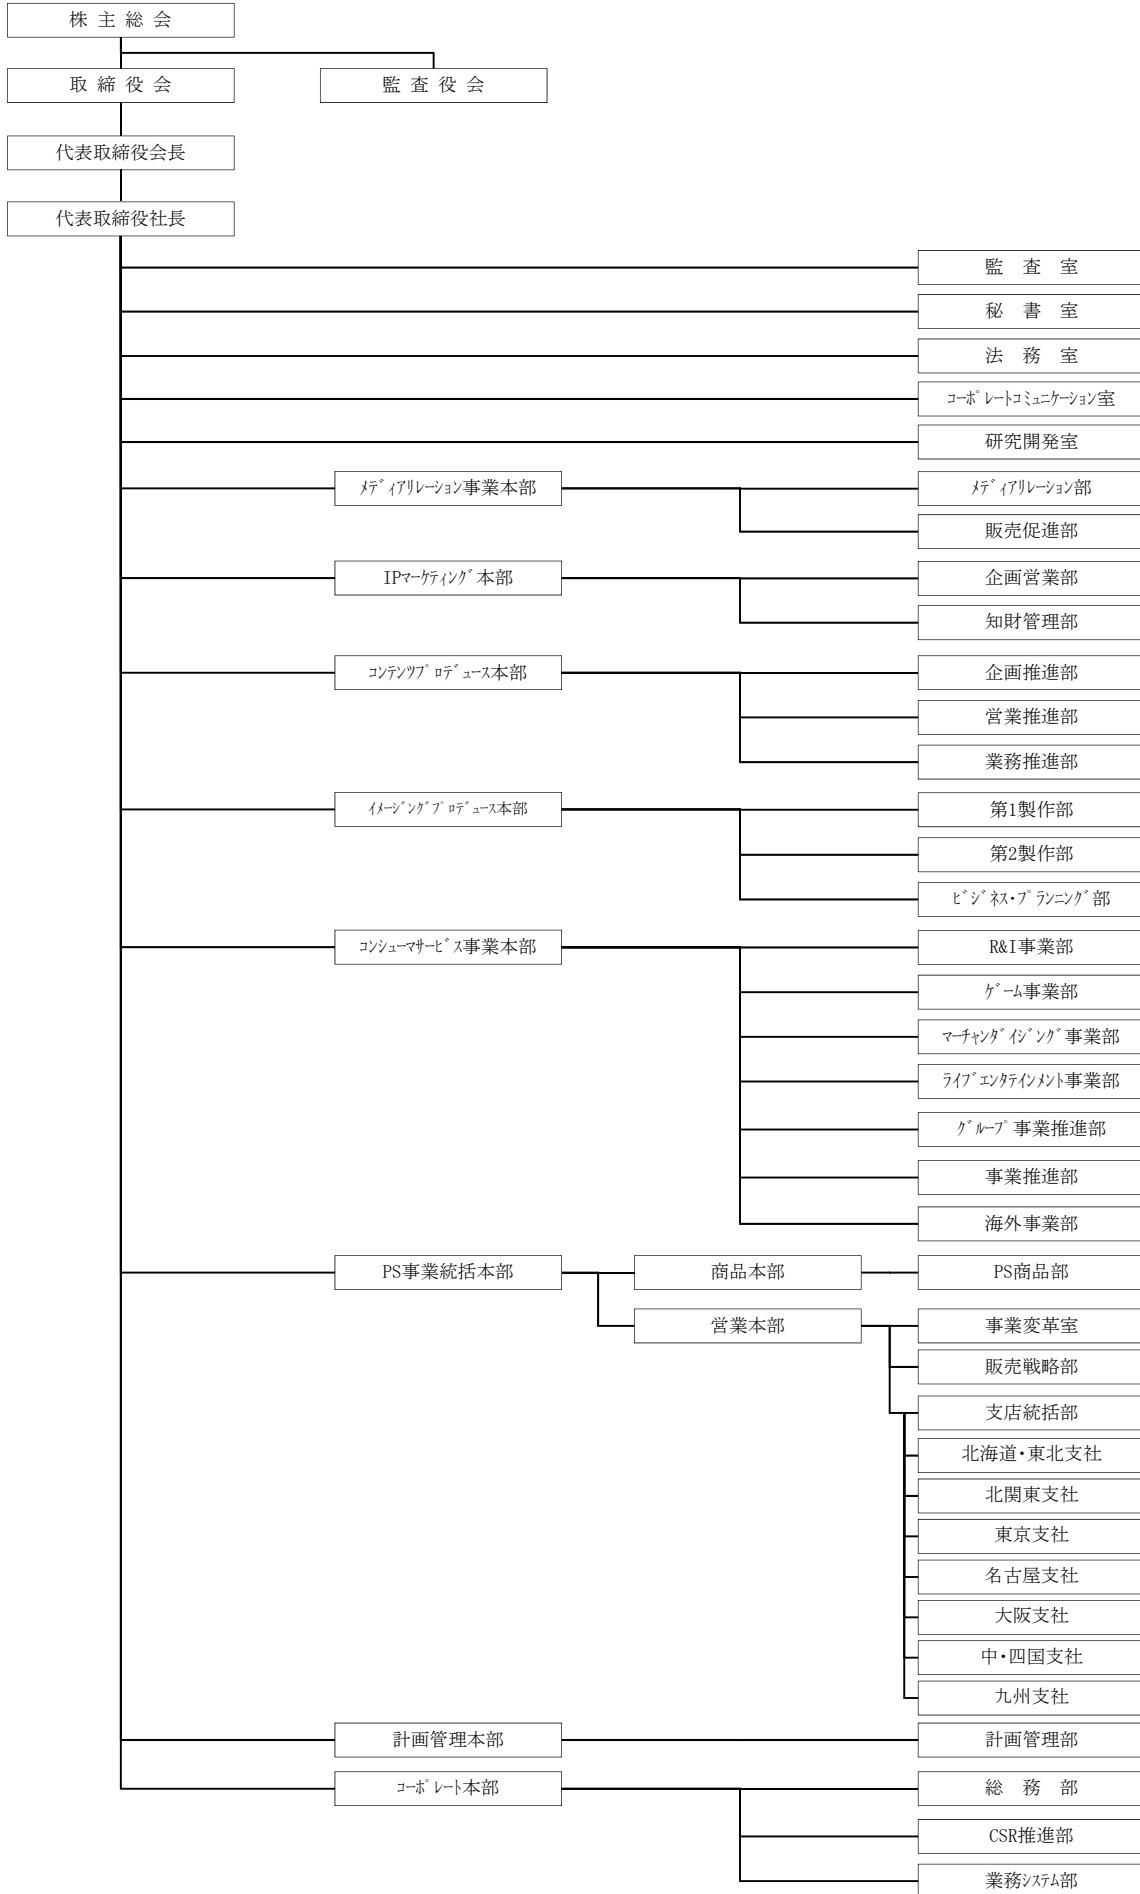 株 主 総 会
取 締 役 会
監 査 役 会
代表取締役会長
代表取締役社長
監 査 室
秘 書 室
法 務 室
ｺｰﾎﾟﾚｰﾄｺﾐｭﾆｹｰｼｮﾝ室
研究開発室
ﾒﾃﾞｨｱﾘﾚｰｼｮﾝ事業本部
ﾒﾃﾞｨｱﾘﾚｰｼｮﾝ部
販売促進部
IPﾏｰｹﾃｨﾝｸﾞ本部
企画営業部
知財管理部
ｺﾝﾃﾝﾂﾌﾟﾛﾃﾞｭｰｽ本部
企画推進部
営業推進部
業務推進部
ｲﾒｰｼﾞﾝｸﾞﾌﾟﾛﾃﾞｭｰｽ本部
第1製作部
第2製作部
ﾋﾞｼﾞﾈｽ･ﾌﾟﾗﾝﾆﾝｸﾞ部
ｺﾝｼｭｰﾏｻｰﾋﾞｽ事業本部
R&I事業部
ｹﾞｰﾑ事業部
ﾏｰﾁｬﾝﾀﾞｲｼﾞﾝｸﾞ事業部
ﾗｲﾌﾞｴﾝﾀﾃｲﾝﾒﾝﾄ事業部
ｸﾞﾙｰﾌﾟ事業推進部
事業推進部
海外事業部
PS事業統括本部
商品本部
PS商品部
営業本部
事業変革室
販売戦略部
支店統括部
北海道･東北支社
北関東支社
東京支社
名古屋支社
大阪支社
中･四国支社
九州支社
計画管理本部
計画管理部
ｺｰﾎﾟﾚｰﾄ本部
総 務 部
CSR推進部
業務ｼｽﾃﾑ部